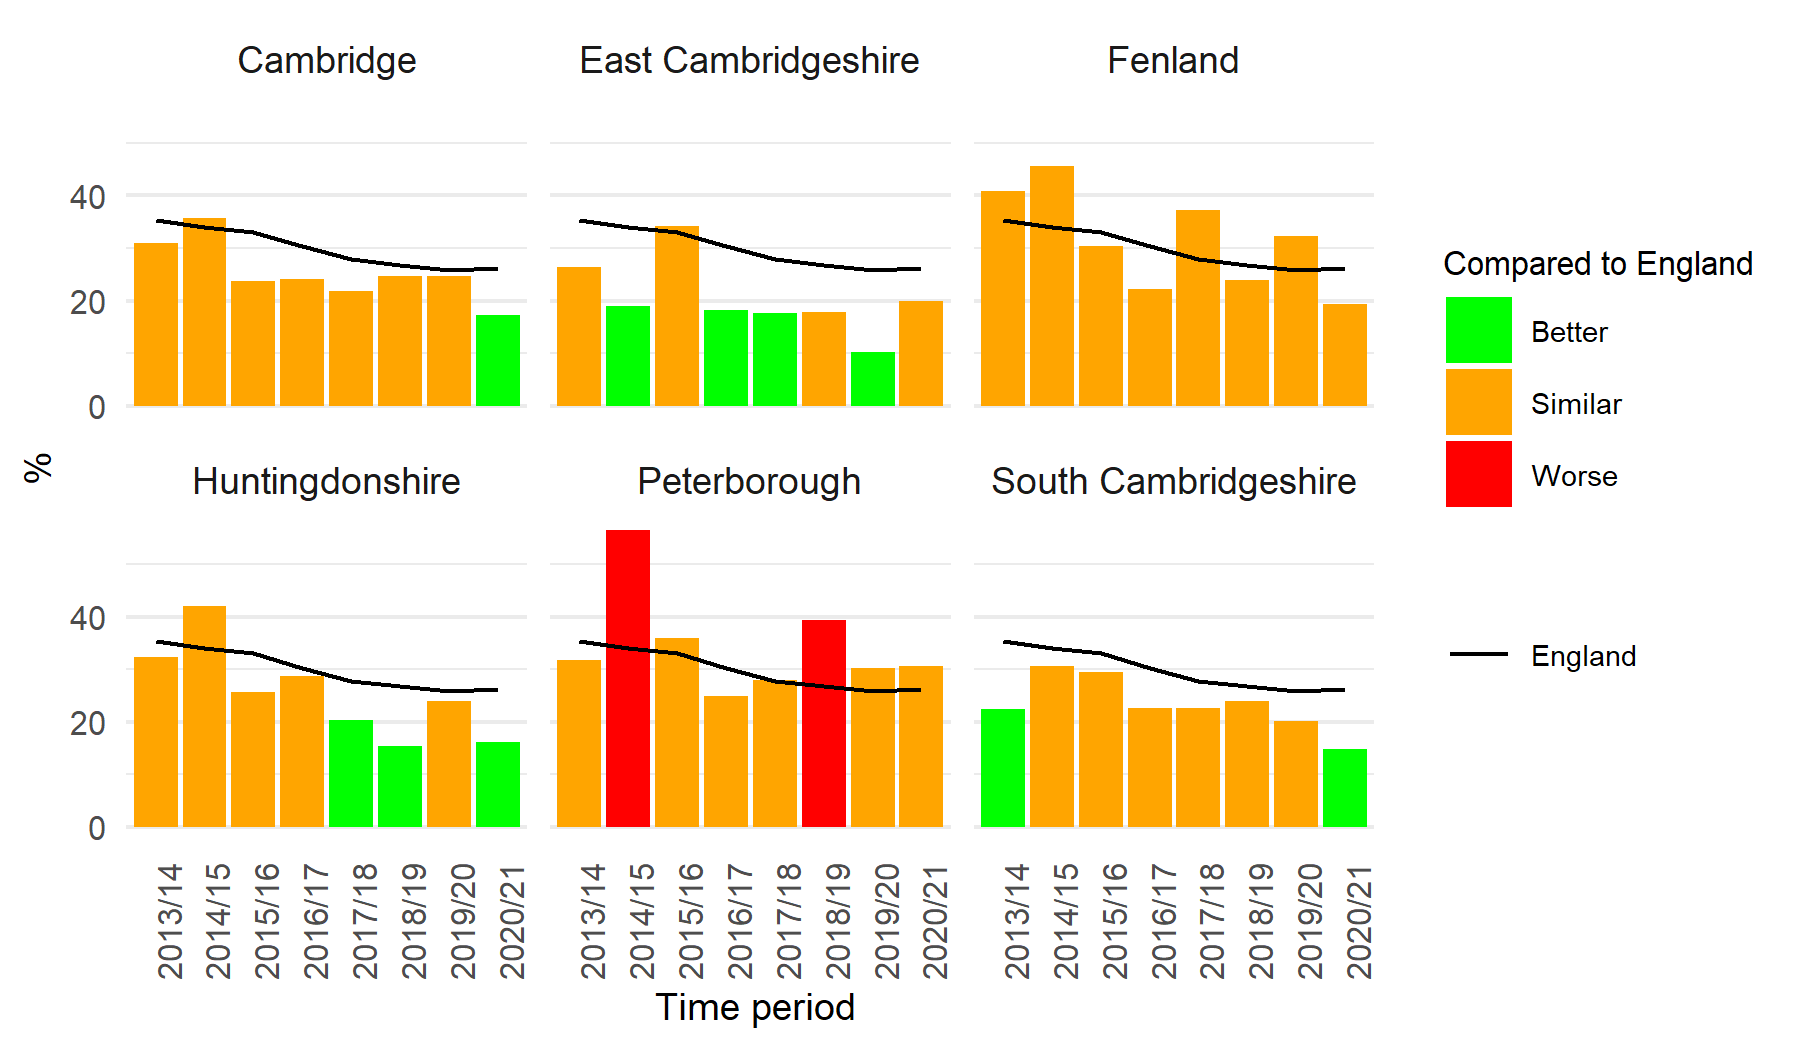 Cambridge
East Cambridgeshire
Fenland
40
20
0
%
Huntingdonshire
Peterborough
South Cambridgeshire
40
20
0
2013/14
2014/15
2015/16
2016/17
2017/18
2018/19
2019/20
2020/21
2013/14
2014/15
2015/16
2016/17
2017/18
2018/19
2019/20
2020/21
2013/14
2014/15
2015/16
2016/17
2017/18
2018/19
2019/20
2020/21
Time period
Compared to England
Better
Similar
Worse
England